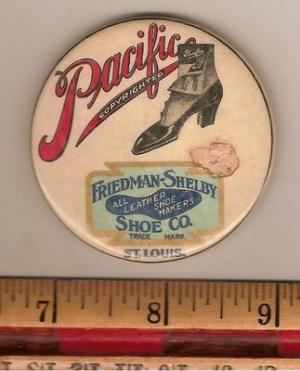 Pacific
COPYRIGHTED
FRIEDMAN-SHELBY
ALL LEATHER SHOE MAKERS
SHOE CO.
TRADE MARK
ST. LOUIS.
7 8 9